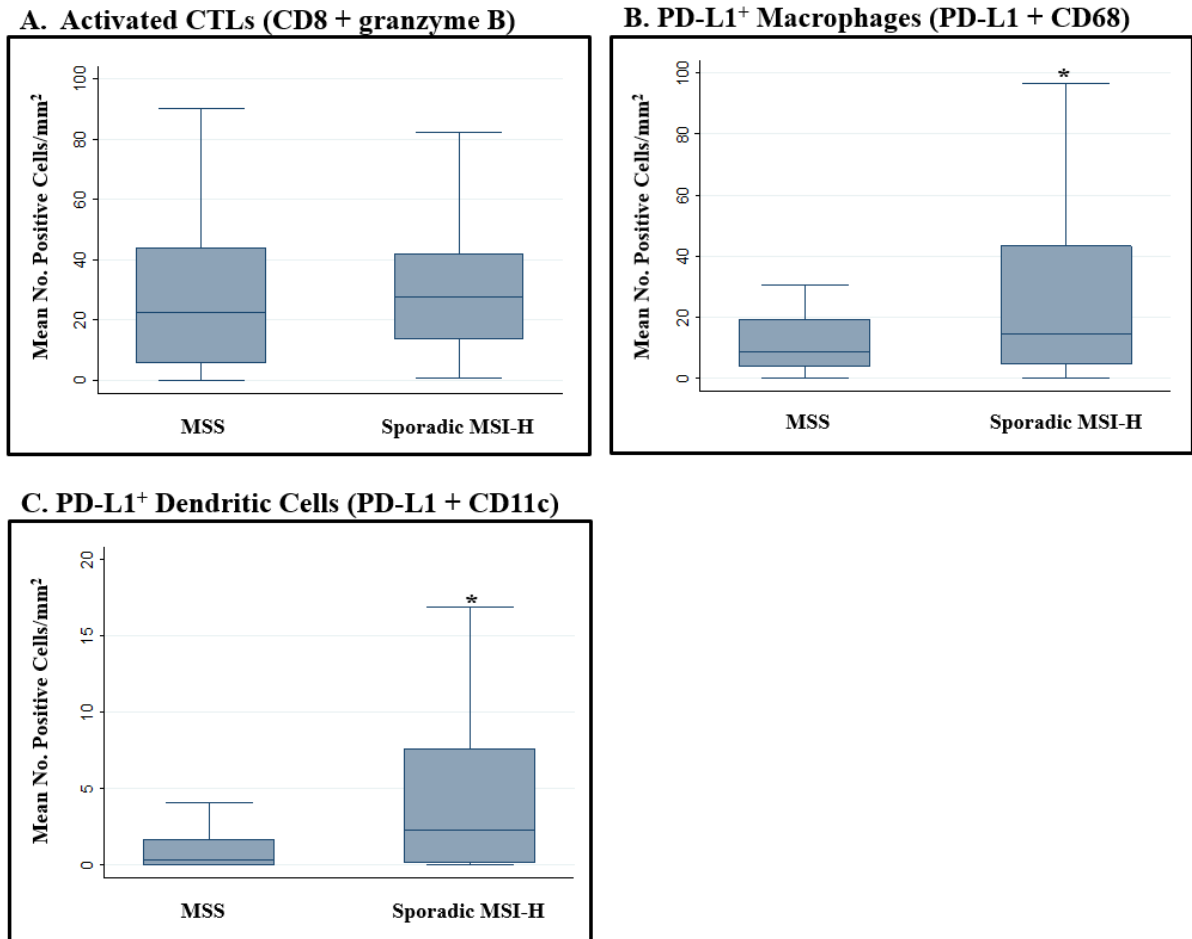 A. Activated CTLs (CD8 + granzyme B)
Mean No. Positive Cells/mm²
100
80
60
40
20
0
MSS
Sporadic MSI-H
B. PD-L1⁺ Macrophages (PD-L1 + CD68)
Mean No. Positive Cells/mm²
100
80
60
40
20
0
*
MSS
Sporadic MSI-H
C. PD-L1⁺ Dendritic Cells (PD-L1 + CD11c)
Mean No. Positive Cells/mm²
20
15
10
5
0
*
MSS
Sporadic MSI-H